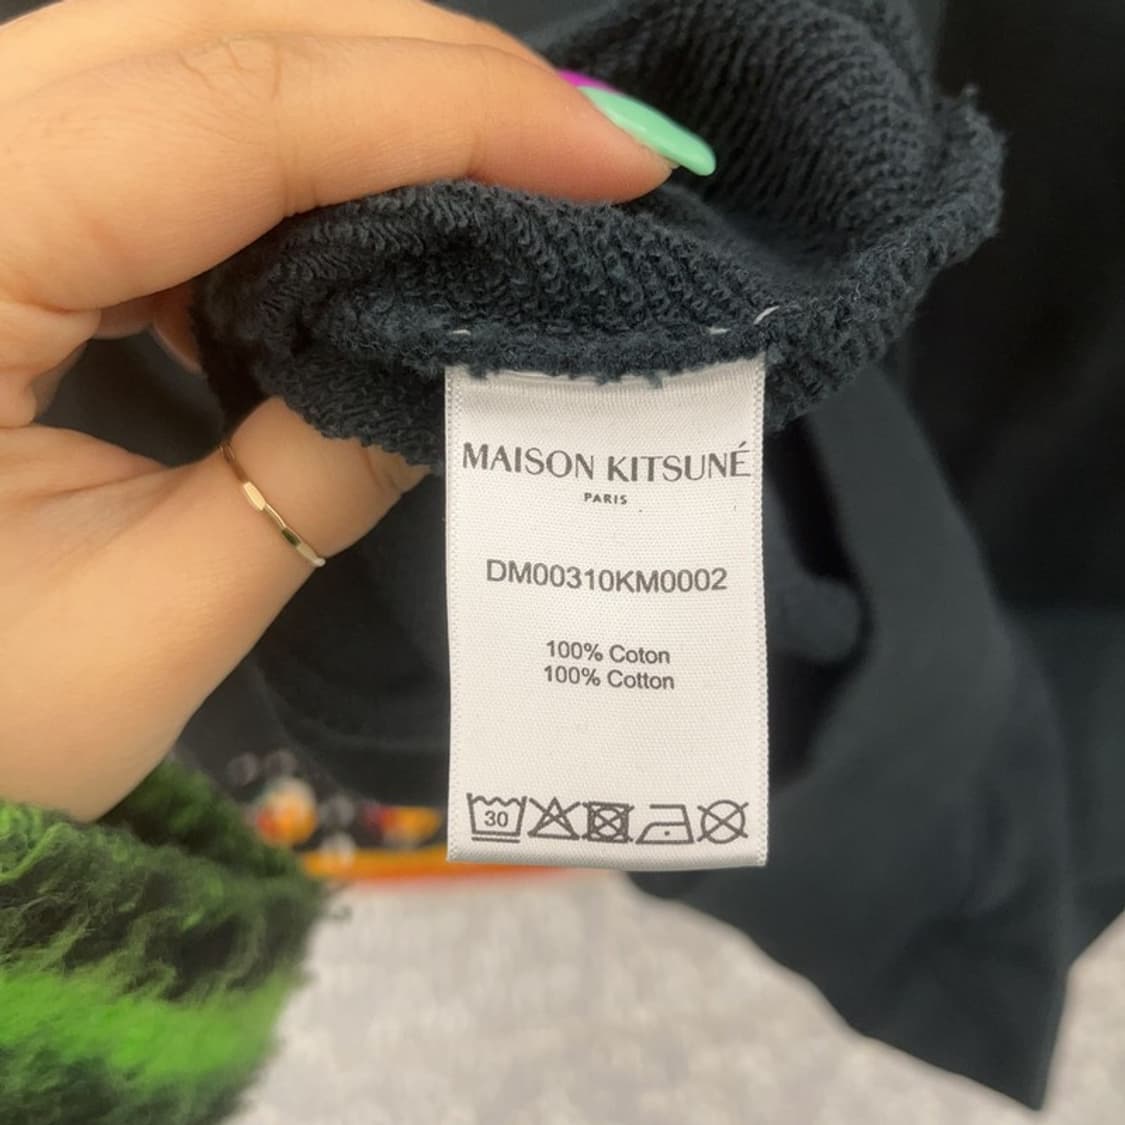 MAISON KITSUNÉ
PARIS
DM00310KM0002
100% Coton
100% Cotton
30